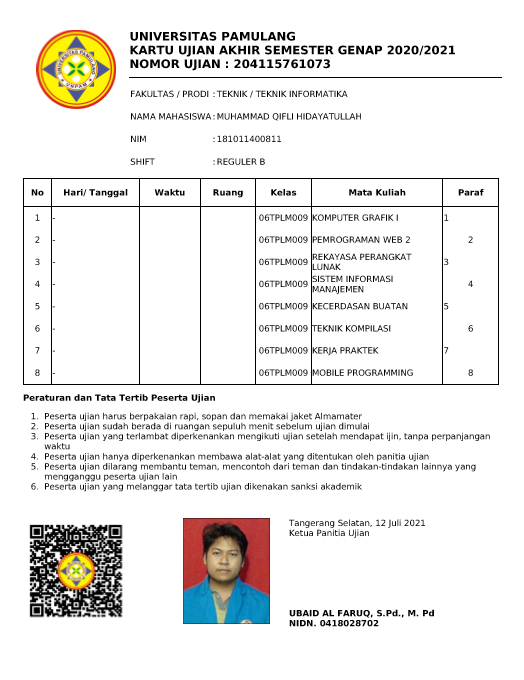 UNIVERSITAS PAMULANG
KARTU UJIAN AKHIR SEMESTER GENAP 2020/2021
NOMOR UJIAN : 204115761073
FAKULTAS / PRODI : TEKNIK / TEKNIK INFORMATIKA
NAMA MAHASISWA : MUHAMMAD QIFLI HIDAYATULLAH
NIM : 181011400811
SHIFT : REGULER B
No Hari/ Tanggal Waktu Ruang Kelas Mata Kuliah Paraf
1 - 06TPLM009 KOMPUTER GRAFIK I 1
2 - 06TPLM009 PEMROGRAMAN WEB 2 2
3 - 06TPLM009 REKAYASA PERANGKAT LUNAK 3
4 - 06TPLM009 SISTEM INFORMASI MANAJEMEN 4
5 - 06TPLM009 KECERDASAN BUATAN 5
6 - 06TPLM009 TEKNIK KOMPILASI 6
7 - 06TPLM009 KERJA PRAKTEK 7
8 - 06TPLM009 MOBILE PROGRAMMING 8
Peraturan dan Tata Tertib Peserta Ujian
1. Peserta ujian harus berpakaian rapi, sopan dan memakai jaket Almamater
2. Peserta ujian sudah berada di ruangan sepuluh menit sebelum ujian dimulai
3. Peserta ujian yang terlambat diperkenankan mengikuti ujian setelah mendapat ijin, tanpa perpanjangan
waktu
4. Peserta ujian hanya diperkenankan membawa alat-alat yang ditentukan oleh panitia ujian
5. Peserta ujian dilarang membantu teman, mencontoh dari teman dan tindakan-tindakan lainnya yang
mengganggu peserta ujian lain
6. Peserta ujian yang melanggar tata tertib ujian dikenakan sanksi akademik
Tangerang Selatan, 12 Juli 2021
Ketua Panitia Ujian
UBAID AL FARUQ, S.Pd., M. Pd
NIDN. 0418028702